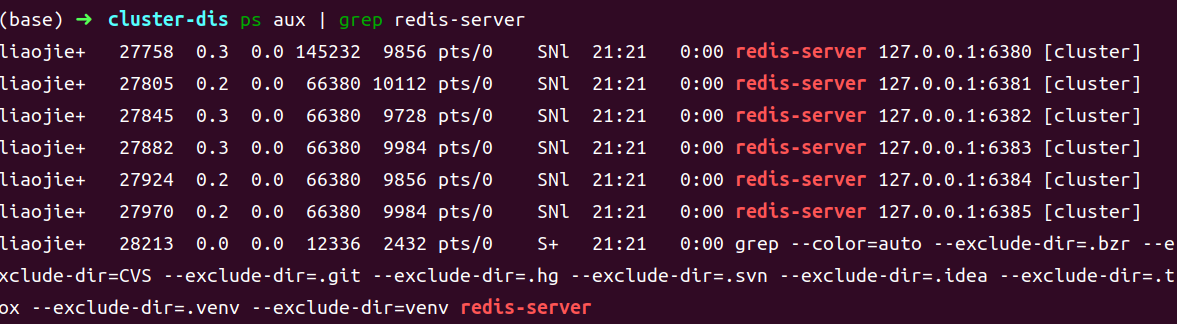 (base) ➜ cluster-dis ps aux | grep redis-server
liaojie+ 27758 0.3 0.0 145232 9856 pts/0 SNl 21:21 0:00 redis-server 127.0.0.1:6380 [cluster]
liaojie+ 27805 0.2 0.0 66380 10112 pts/0 SNl 21:21 0:00 redis-server 127.0.0.1:6381 [cluster]
liaojie+ 27845 0.3 0.0 66380 9728 pts/0 SNl 21:21 0:00 redis-server 127.0.0.1:6382 [cluster]
liaojie+ 27882 0.3 0.0 66380 9984 pts/0 SNl 21:21 0:00 redis-server 127.0.0.1:6383 [cluster]
liaojie+ 27924 0.2 0.0 66380 9856 pts/0 SNl 21:21 0:00 redis-server 127.0.0.1:6384 [cluster]
liaojie+ 27970 0.2 0.0 66380 9984 pts/0 SNl 21:21 0:00 redis-server 127.0.0.1:6385 [cluster]
liaojie+ 28213 0.0 0.0 12336 2432 pts/0 S+ 21:21 0:00 grep --color=auto --exclude-dir=.bzr --e
xclude-dir=CVS --exclude-dir=.git --exclude-dir=.hg --exclude-dir=.svn --exclude-dir=.idea --exclude-dir=.t
ox --exclude-dir=.venv --exclude-dir=venv redis-server